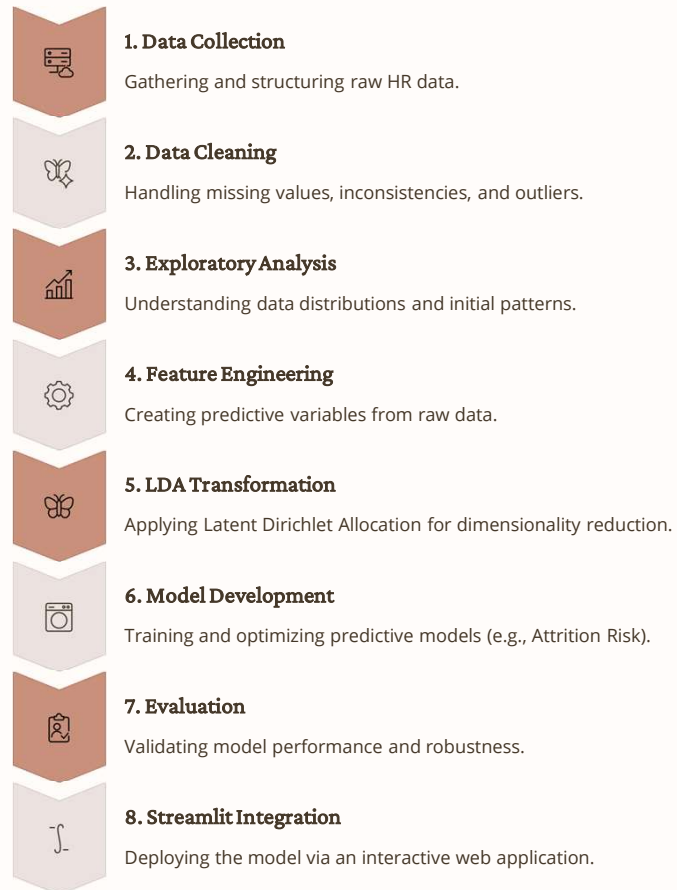 1. Data Collection
Gathering and structuring raw HR data.
2. Data Cleaning
Handling missing values, inconsistencies, and outliers.
3. Exploratory Analysis
Understanding data distributions and initial patterns.
4. Feature Engineering
Creating predictive variables from raw data.
5. LDA Transformation
Applying Latent Dirichlet Allocation for dimensionality reduction.
6. Model Development
Training and optimizing predictive models (e.g., Attrition Risk).
7. Evaluation
Validating model performance and robustness.
8. Streamlit Integration
Deploying the model via an interactive web application.